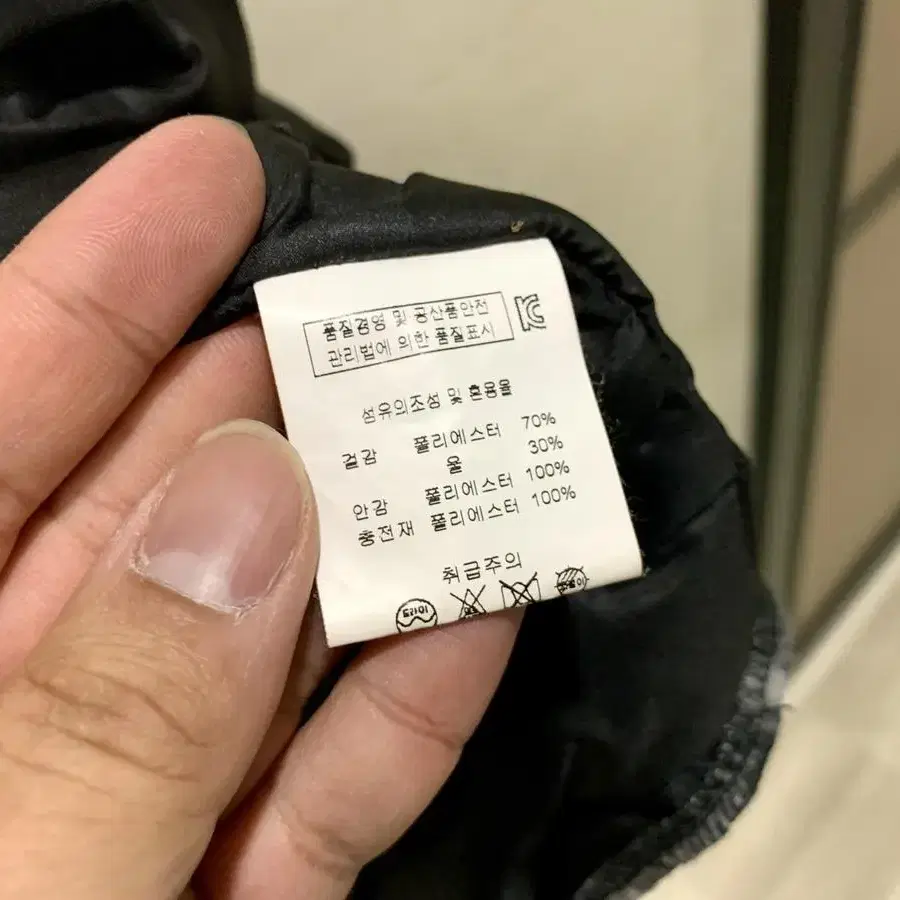 품질경영 및 공산품안전
관리법에 의한 품질표시
섬유의조성 및 혼용율
겉감 폴리에스터 70%
울 30%
안감 폴리에스터 100%
충전재 폴리에스터 100%
취급주의
드라이